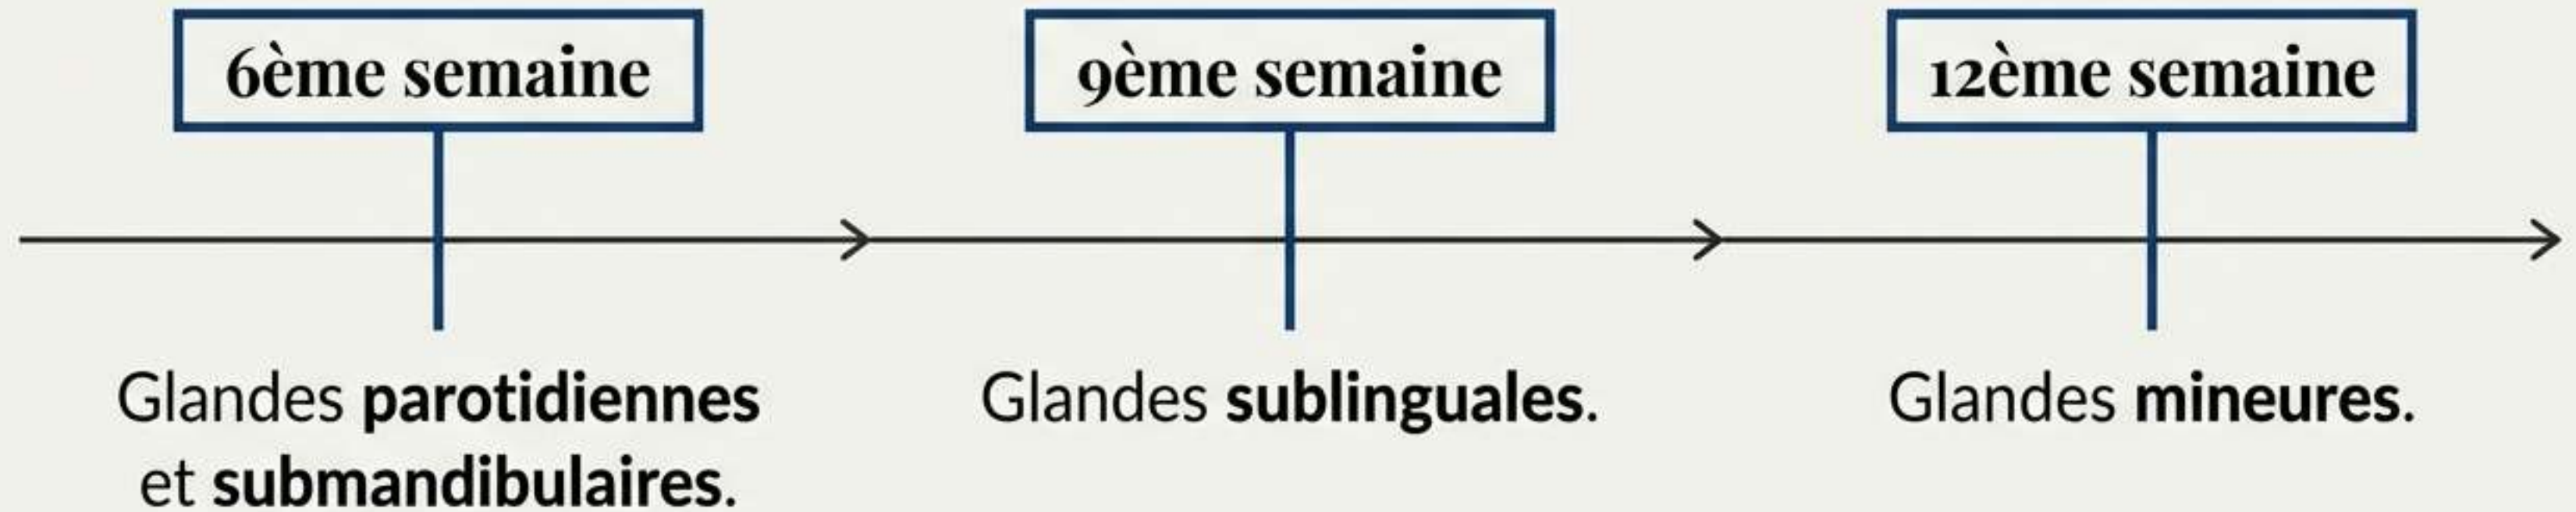 6ème semaine
9ème semaine
12ème semaine
Glandes parotidiennes
et submandibulaires.
Glandes sublinguales.
Glandes mineures.